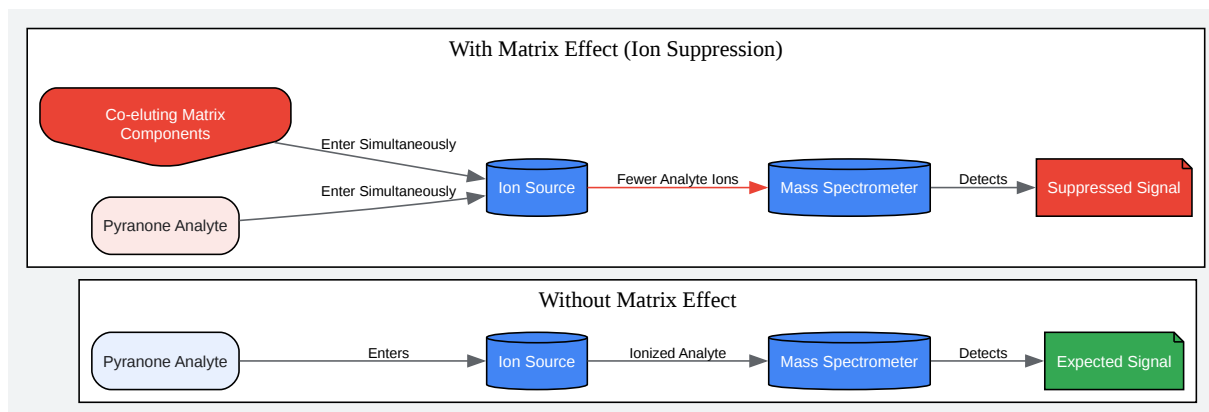 With Matrix Effect (Ion Suppression)
Co-eluting Matrix
Components
Enter Simultaneously
Pyranone Analyte
Enter Simultaneously
Ion Source
Fewer Analyte Ions
Mass Spectrometer
Detects
Suppressed Signal
Without Matrix Effect
Pyranone Analyte
Enters
Ion Source
Ionized Analyte
Mass Spectrometer
Detects
Expected Signal